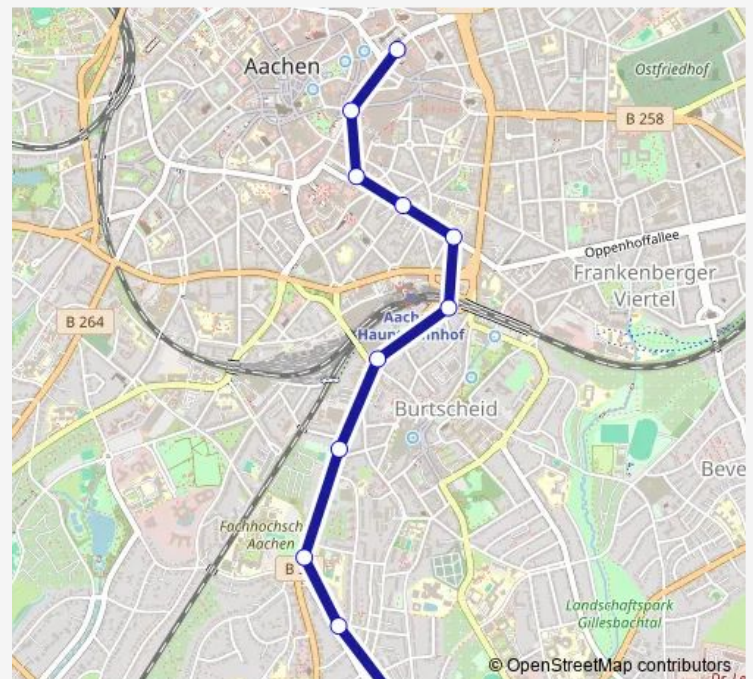 Aachen
Ostfriedhof
B 258
Oppenhoffallee
Frankenberger
Viertel
B 264
Burtscheid
Fachhochsch
Aachen
B
Beve
Landschaftspark
Gillesbachtal
© OpenStreetMap contributors